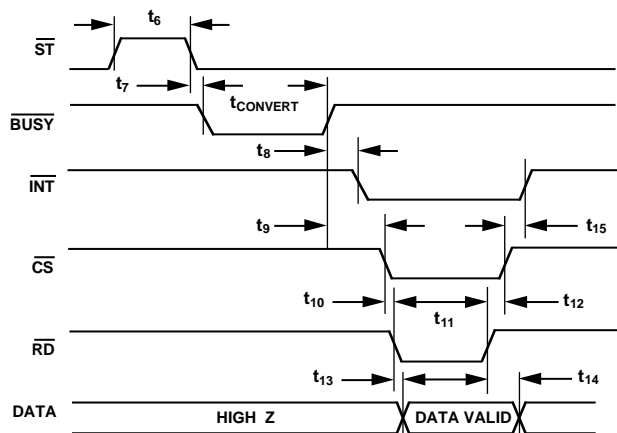 t6
ST
t7
tCONVERT
BUSY
t8
INT
t9
t15
CS
t10
t11
t12
RD
t13
t14
DATA
HIGH Z
DATA VALID